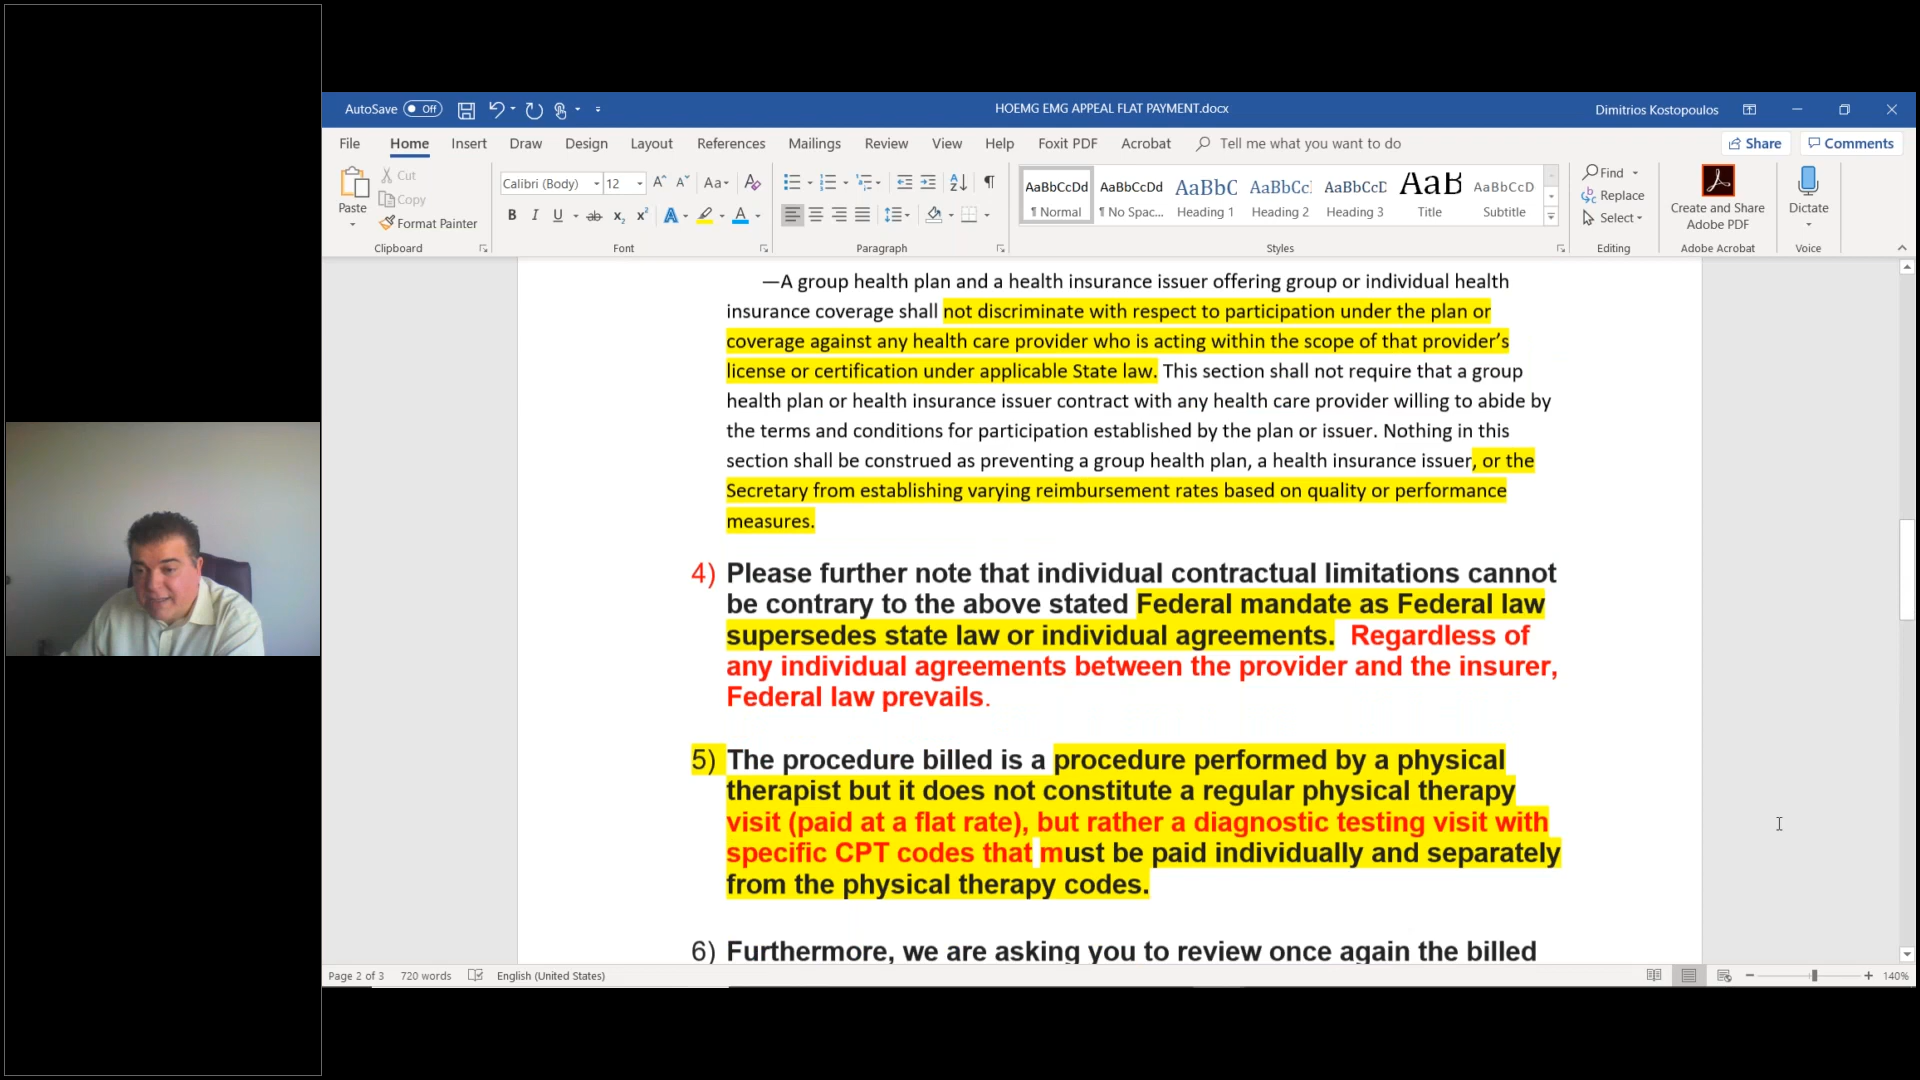 AutoSave Off
HOEMG EMG APPEAL FLAT PAYMENT.docx
Dimitrios Kostopoulos
File Home Insert Draw Design Layout References Mailings Review View Help Foxit PDF Acrobat Tell me what you want to do
Share Comments
Paste
Cut
Copy
Format Painter
Clipboard
Calibri (Body) 12
Font
Paragraph
AaBbCcDd AaBbCcDd AaBbC AaBbCc AaBbCcD AaB AaBbCcD
¶ Normal ¶ No Spac... Heading 1 Heading 2 Heading 3 Title Subtitle
Styles
Find
Replace
Select
Editing
Create and Share
Adobe PDF
Adobe Acrobat
Dictate
Voice
—A group health plan and a health insurance issuer offering group or individual health
insurance coverage shall not discriminate with respect to participation under the plan or
coverage against any health care provider who is acting within the scope of that provider’s
license or certification under applicable State law. This section shall not require that a group
health plan or health insurance issuer contract with any health care provider willing to abide by
the terms and conditions for participation established by the plan or issuer. Nothing in this
section shall be construed as preventing a group health plan, a health insurance issuer, or the
Secretary from establishing varying reimbursement rates based on quality or performance
measures.
4) Please further note that individual contractual limitations cannot
be contrary to the above stated Federal mandate as Federal law
supersedes state law or individual agreements. Regardless of
any individual agreements between the provider and the insurer,
Federal law prevails.
5) The procedure billed is a procedure performed by a physical
therapist but it does not constitute a regular physical therapy
visit (paid at a flat rate), but rather a diagnostic testing visit with
specific CPT codes that must be paid individually and separately
from the physical therapy codes.
6) Furthermore, we are asking you to review once again the billed
Page 2 of 3 720 words English (United States)
140%